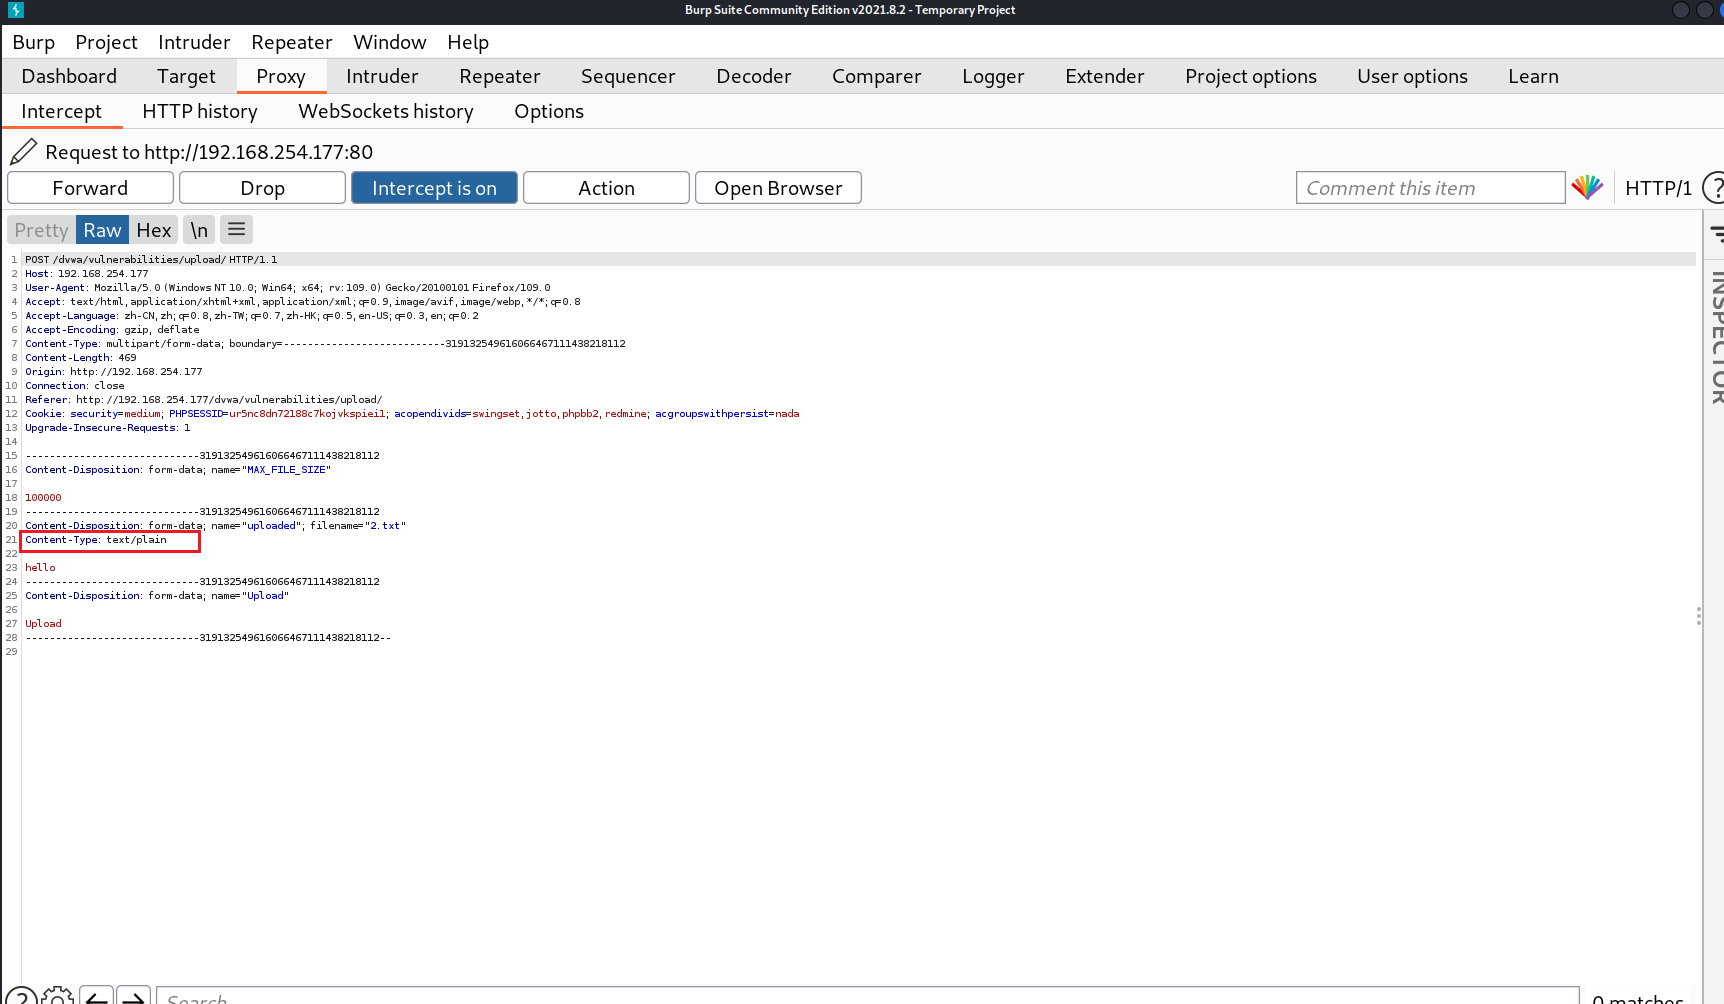 Burp Suite Community Edition v2021.8.2 - Temporary Project
Burp Project Intruder Repeater Window Help
Dashboard Target Proxy Intruder Repeater Sequencer Decoder Comparer Logger Extender Project options User options Learn
Intercept HTTP history WebSockets history Options
Request to http://192.168.254.177:80
Forward Drop Intercept is on Action Open Browser Comment this item HTTP/1 ?
Pretty Raw Hex \n
INSPECTOR
1 POST /dvwa/vulnerabilities/upload/ HTTP/1.1
2 Host: 192.168.254.177
3 User-Agent: Mozilla/5.0 (Windows NT 10.0; Win64; x64; rv:109.0) Gecko/20100101 Firefox/109.0
4 Accept: text/html,application/xhtml+xml,application/xml;q=0.9,image/avif,image/webp,*/*;q=0.8
5 Accept-Language: zh-CN,zh;q=0.8,zh-TW;q=0.7,zh-HK;q=0.5,en-US;q=0.3,en;q=0.2
6 Accept-Encoding: gzip, deflate
7 Content-Type: multipart/form-data; boundary=---------------------------319132549616066467111438218112
8 Content-Length: 469
9 Origin: http://192.168.254.177
10 Connection: close
11 Referer: http://192.168.254.177/dvwa/vulnerabilities/upload/
12 Cookie: security=medium; PHPSESSID=ur5nc8dn72188c7kojvkspiei1; acopendivids=swingset,jotto,phpbb2,redmine; acgroupswithpersist=nada
13 Upgrade-Insecure-Requests: 1
14
15 -----------------------------319132549616066467111438218112
16 Content-Disposition: form-data; name="MAX_FILE_SIZE"
17
18 100000
19 -----------------------------319132549616066467111438218112
20 Content-Disposition: form-data; name="uploaded"; filename="2.txt"
21 Content-Type: text/plain
22
23 hello
24 -----------------------------319132549616066467111438218112
25 Content-Disposition: form-data; name="Upload"
26
27 Upload
28 -----------------------------319132549616066467111438218112--
29
? Search 0 matches